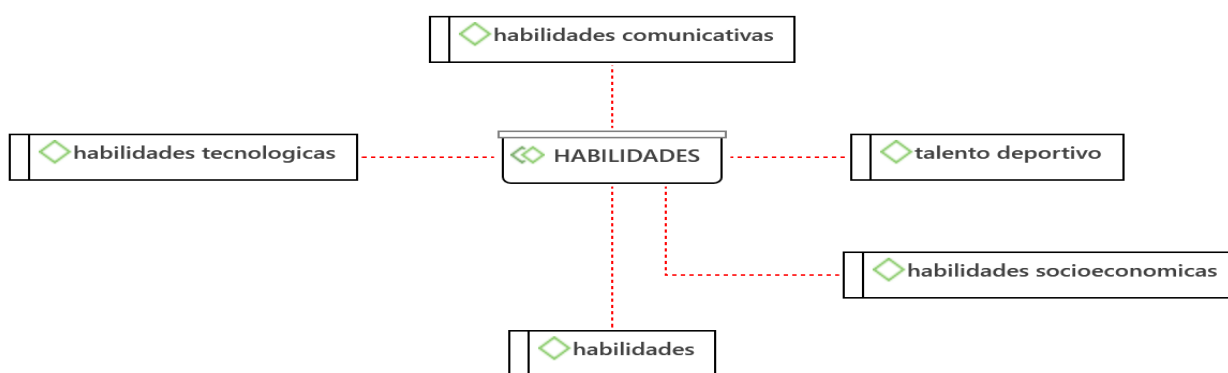 habilidades comunicativas
habilidades tecnologicas
HABILIDADES
talento deportivo
habilidades socioeconomicas
habilidades